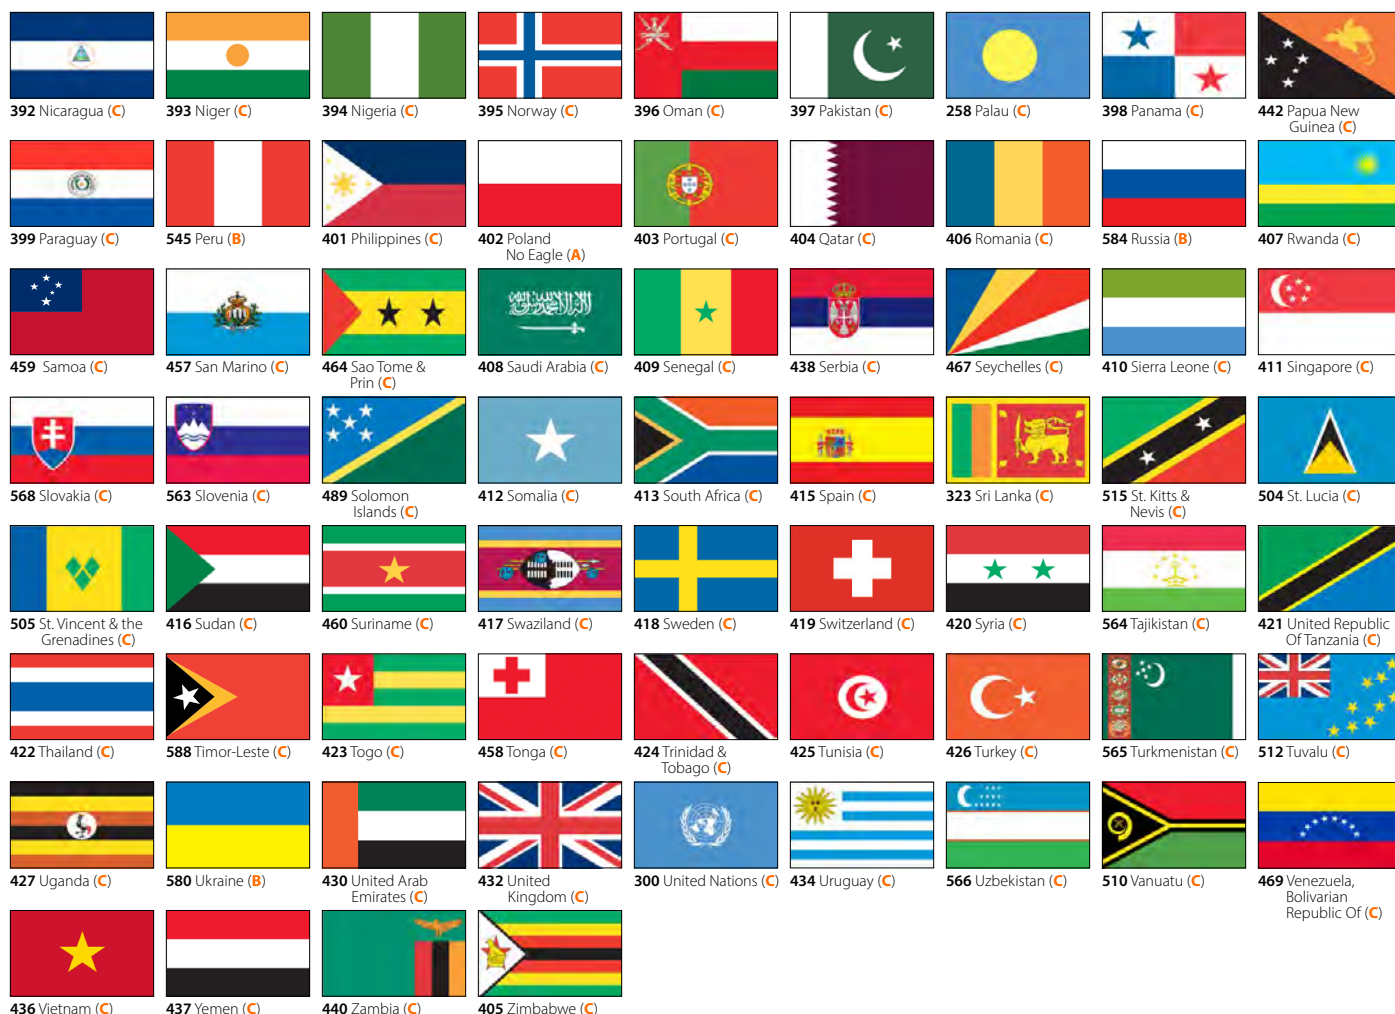 392 Nicaragua (C)
393 Niger (C)
394 Nigeria (C)
395 Norway (C)
396 Oman (C)
397 Pakistan (C)
258 Palau (C)
398 Panama (C)
442 Papua New
Guinea (C)
399 Paraguay (C)
545 Peru (B)
401 Philippines (C)
402 Poland
No Eagle (A)
403 Portugal (C)
404 Qatar (C)
406 Romania (C)
584 Russia (B)
407 Rwanda (C)
459 Samoa (C)
457 San Marino (C)
464 Sao Tome &
Prin (C)
408 Saudi Arabia (C)
409 Senegal (C)
438 Serbia (C)
467 Seychelles (C)
410 Sierra Leone (C)
411 Singapore (C)
568 Slovakia (C)
563 Slovenia (C)
489 Solomon
Islands (C)
412 Somalia (C)
413 South Africa (C)
415 Spain (C)
323 Sri Lanka (C)
515 St. Kitts &
Nevis (C)
504 St. Lucia (C)
505 St. Vincent & the
Grenadines (C)
416 Sudan (C)
460 Suriname (C)
417 Swaziland (C)
418 Sweden (C)
419 Switzerland (C)
420 Syria (C)
564 Tajikistan (C)
421 United Republic
Of Tanzania (C)
422 Thailand (C)
588 Timor-Leste (C)
423 Togo (C)
458 Tonga (C)
424 Trinidad &
Tobago (C)
425 Tunisia (C)
426 Turkey (C)
565 Turkmenistan (C)
512 Tuvalu (C)
427 Uganda (C)
580 Ukraine (B)
430 United Arab
Emirates (C)
432 United
Kingdom (C)
300 United Nations (C)
434 Uruguay (C)
566 Uzbekistan (C)
510 Vanuatu (C)
469 Venezuela,
Bolivarian
Republic Of (C)
436 Vietnam (C)
437 Yemen (C)
440 Zambia (C)
405 Zimbabwe (C)